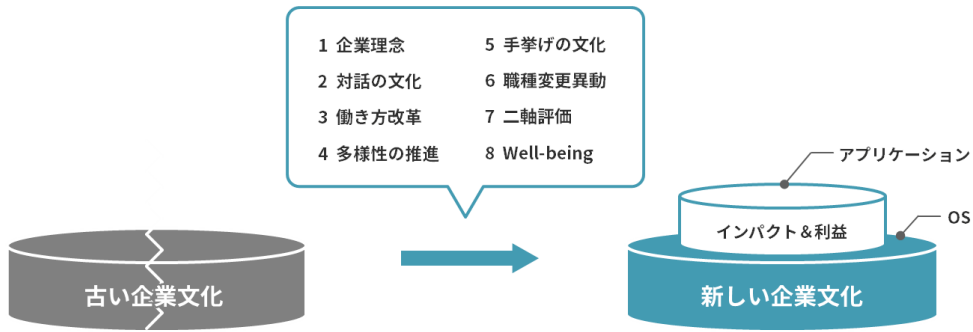 1 企業理念
2 対話の文化
3 働き方改革
4 多様性の推進
5 手挙げの文化
6 職種変更異動
7 二軸評価
8 Well-being
古い企業文化
アプリケーション
OS
インパクト＆利益
新しい企業文化